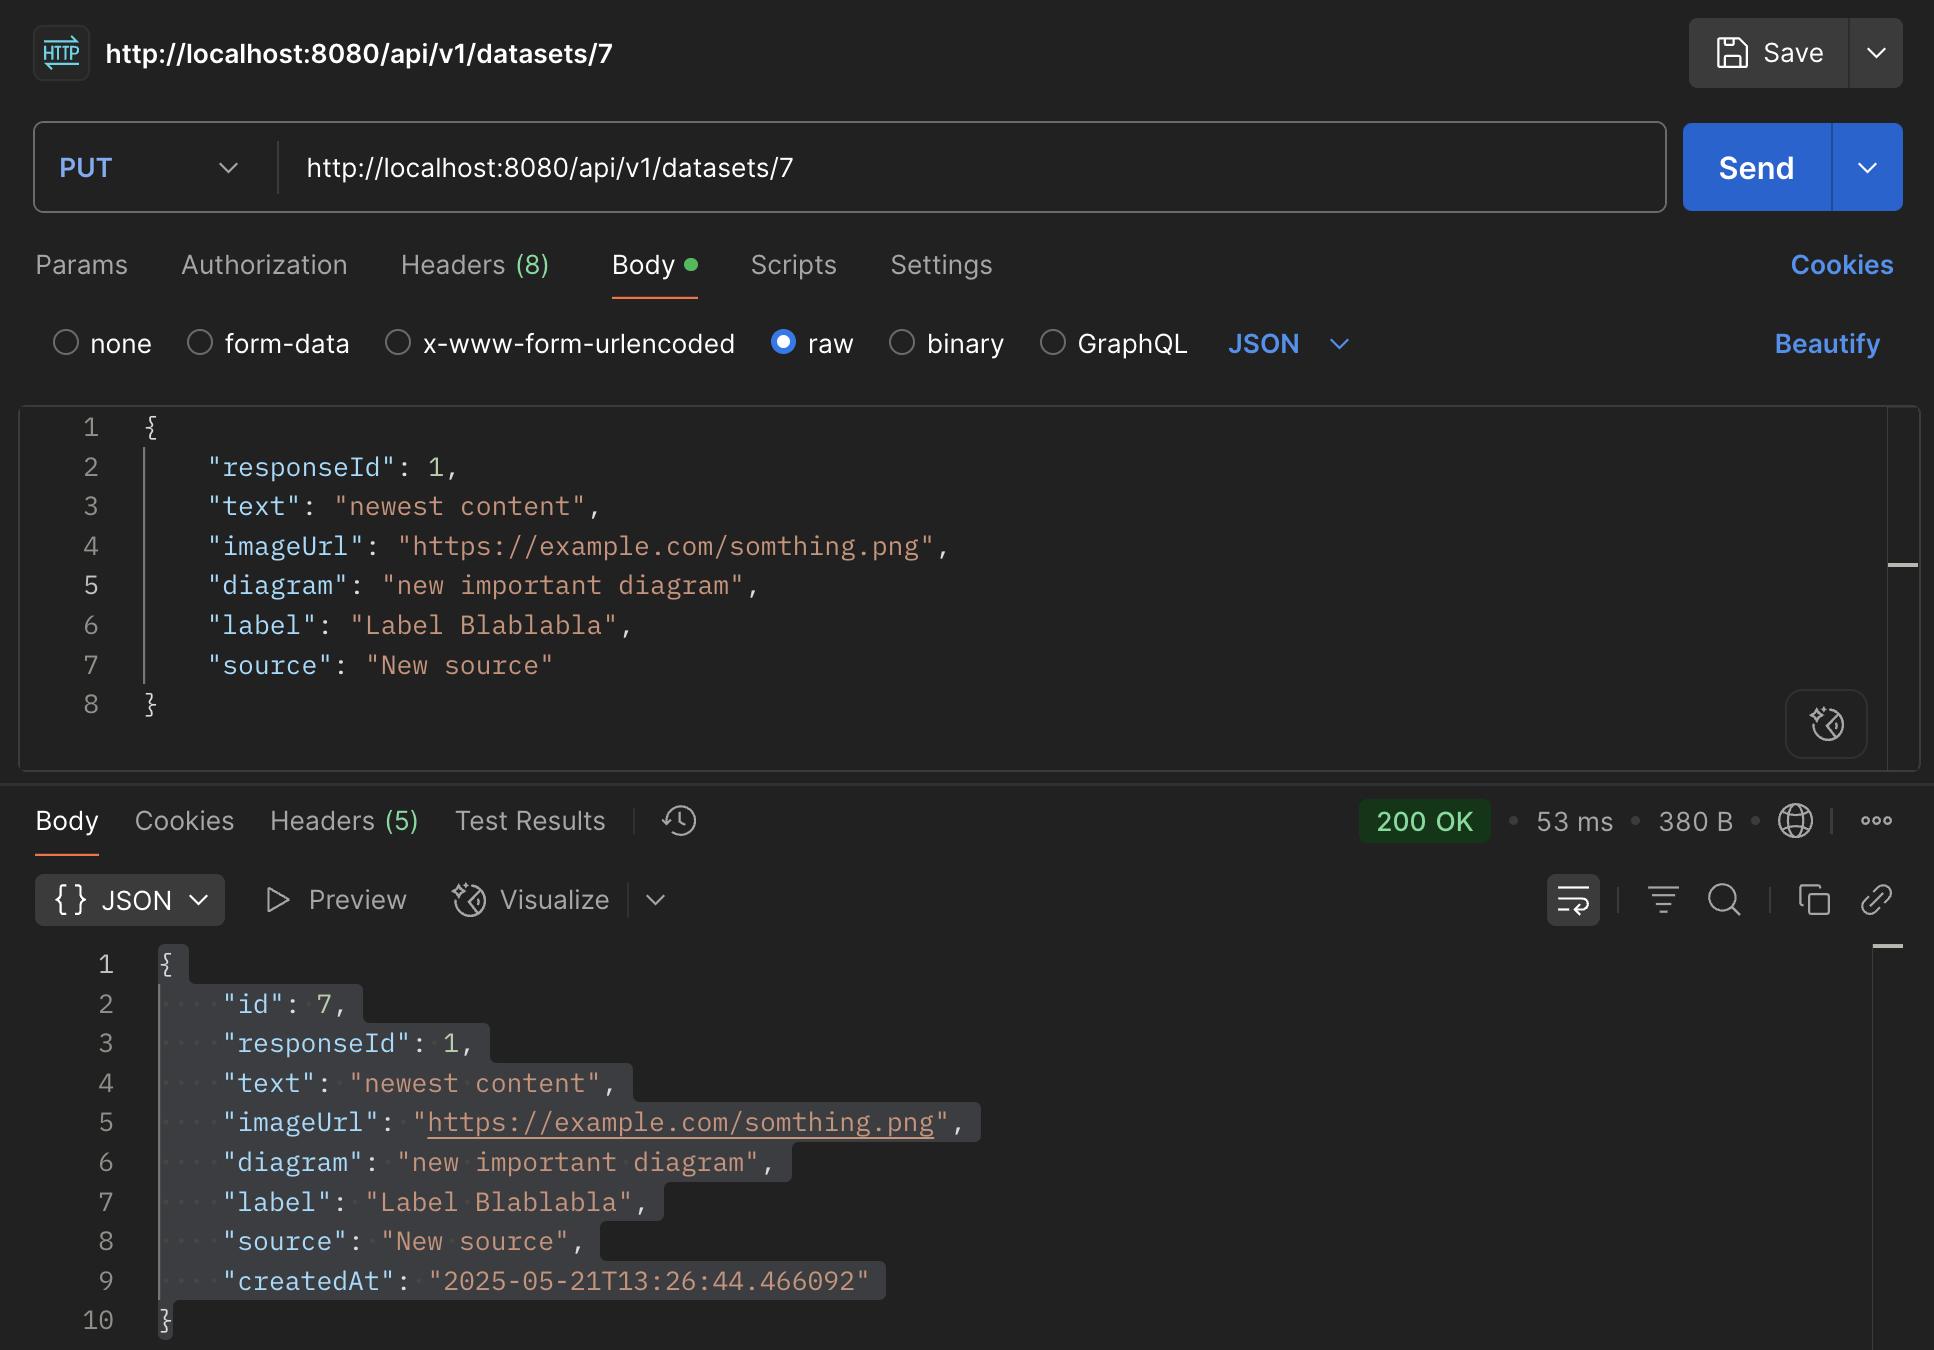 HTTP http://localhost:8080/api/v1/datasets/7 Save
PUT http://localhost:8080/api/v1/datasets/7 Send
Params Authorization Headers (8) Body Scripts Settings Cookies
none form-data x-www-form-urlencoded raw binary GraphQL JSON Beautify
1 {
2 "responseId": 1,
3 "text": "newest content",
4 "imageUrl": "https://example.com/somthing.png",
5 "diagram": "new important diagram",
6 "label": "Label Blablabla",
7 "source": "New source"
8 }
Body Cookies Headers (5) Test Results 200 OK • 53 ms • 380 B •
{} JSON Preview Visualize
1 {
2 "id": 7,
3 "responseId": 1,
4 "text": "newest content",
5 "imageUrl": "https://example.com/somthing.png",
6 "diagram": "new important diagram",
7 "label": "Label Blablabla",
8 "source": "New source",
9 "createdAt": "2025-05-21T13:26:44.466092"
10 }